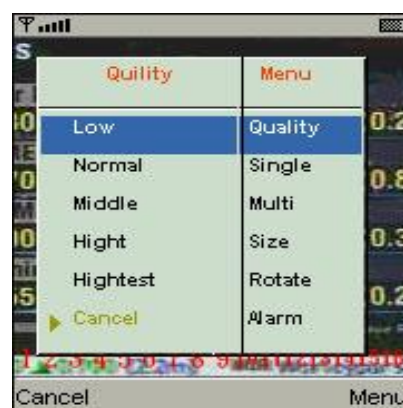 S
Quility Menu
Low Quality
Normal Single
Middle Multi
Hight Size
Hightest Rotate
Cancel Alarm
Cancel Menu